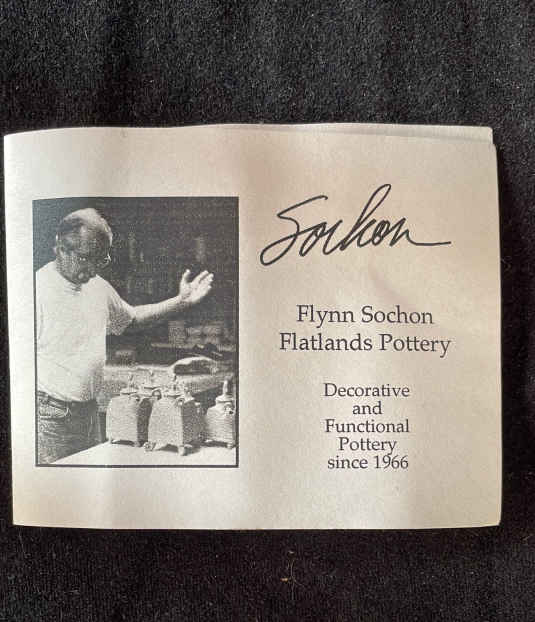 Sochon
Flynn Sochon
Flatlands Pottery
Decorative
and
Functional
Pottery
since 1966